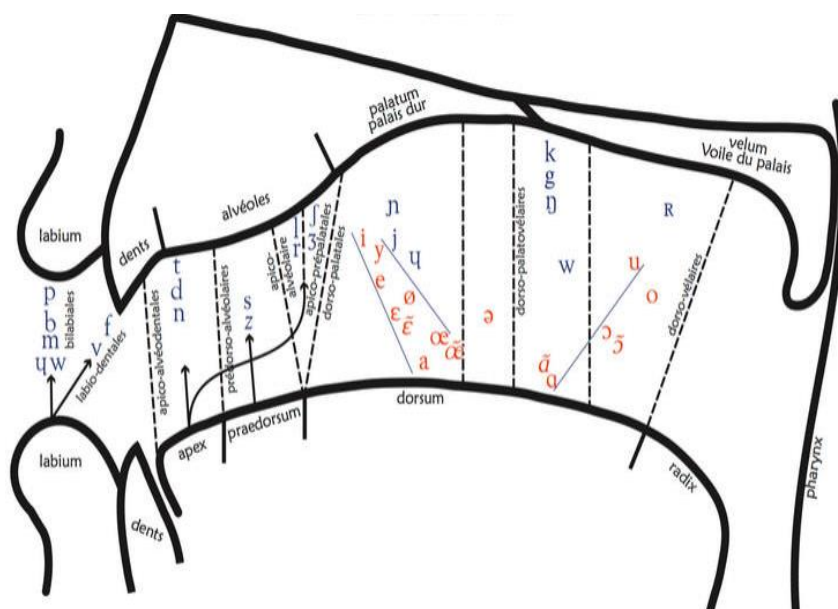 palatum
palais dur
velum
Voile du palais
alvéoles
labium
dents
p
b
m
ɥ w
bilabiales
f
v
labio-dentales
apico-alvéodentales
t
d
n
prédorso-alvéolaires
s
z
apico-
alvéolaire
l
r
ʃ
ʒ
apico-prépalatales
dorso-palatales
ɲ
j
ɥ
i
y
e
ø
ɛ
ɛ̃
œ
œ̃
a
ə
dorso-palatovélaires
k
g
ŋ
w
ʀ
u
o
ɔ
ɔ̃
ɑ̃
ɑ
dorso-vélaires
labium
dents
apex
praedorsum
dorsum
radix
pharynx